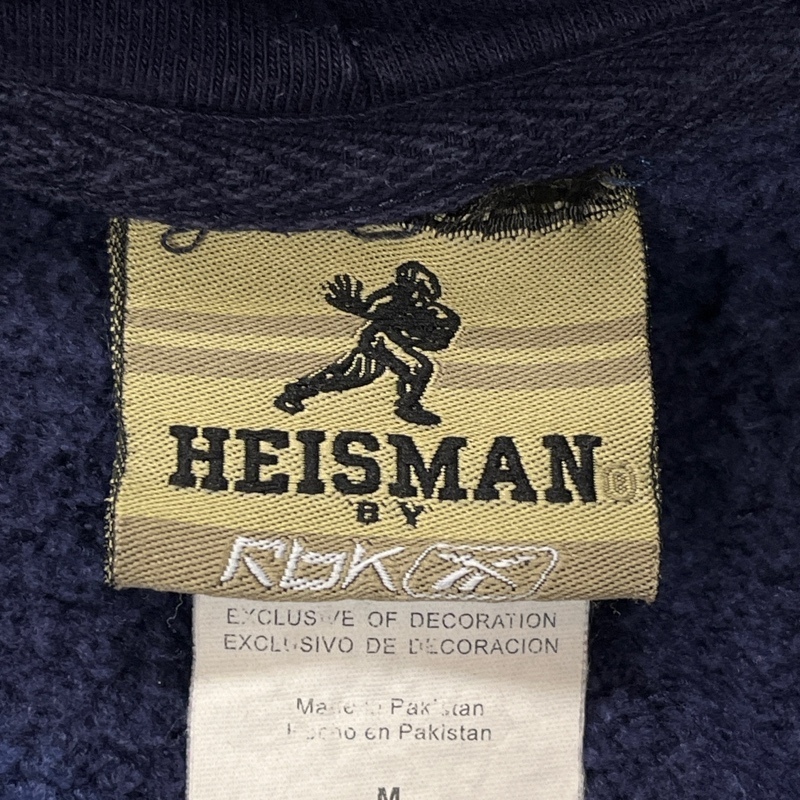 HEISMAN®
BY
Rbk
EXCLUSIVE OF DECORATION
EXCLUSIVO DE DECORACION
Made in Pakistan
Hecho en Pakistan
M